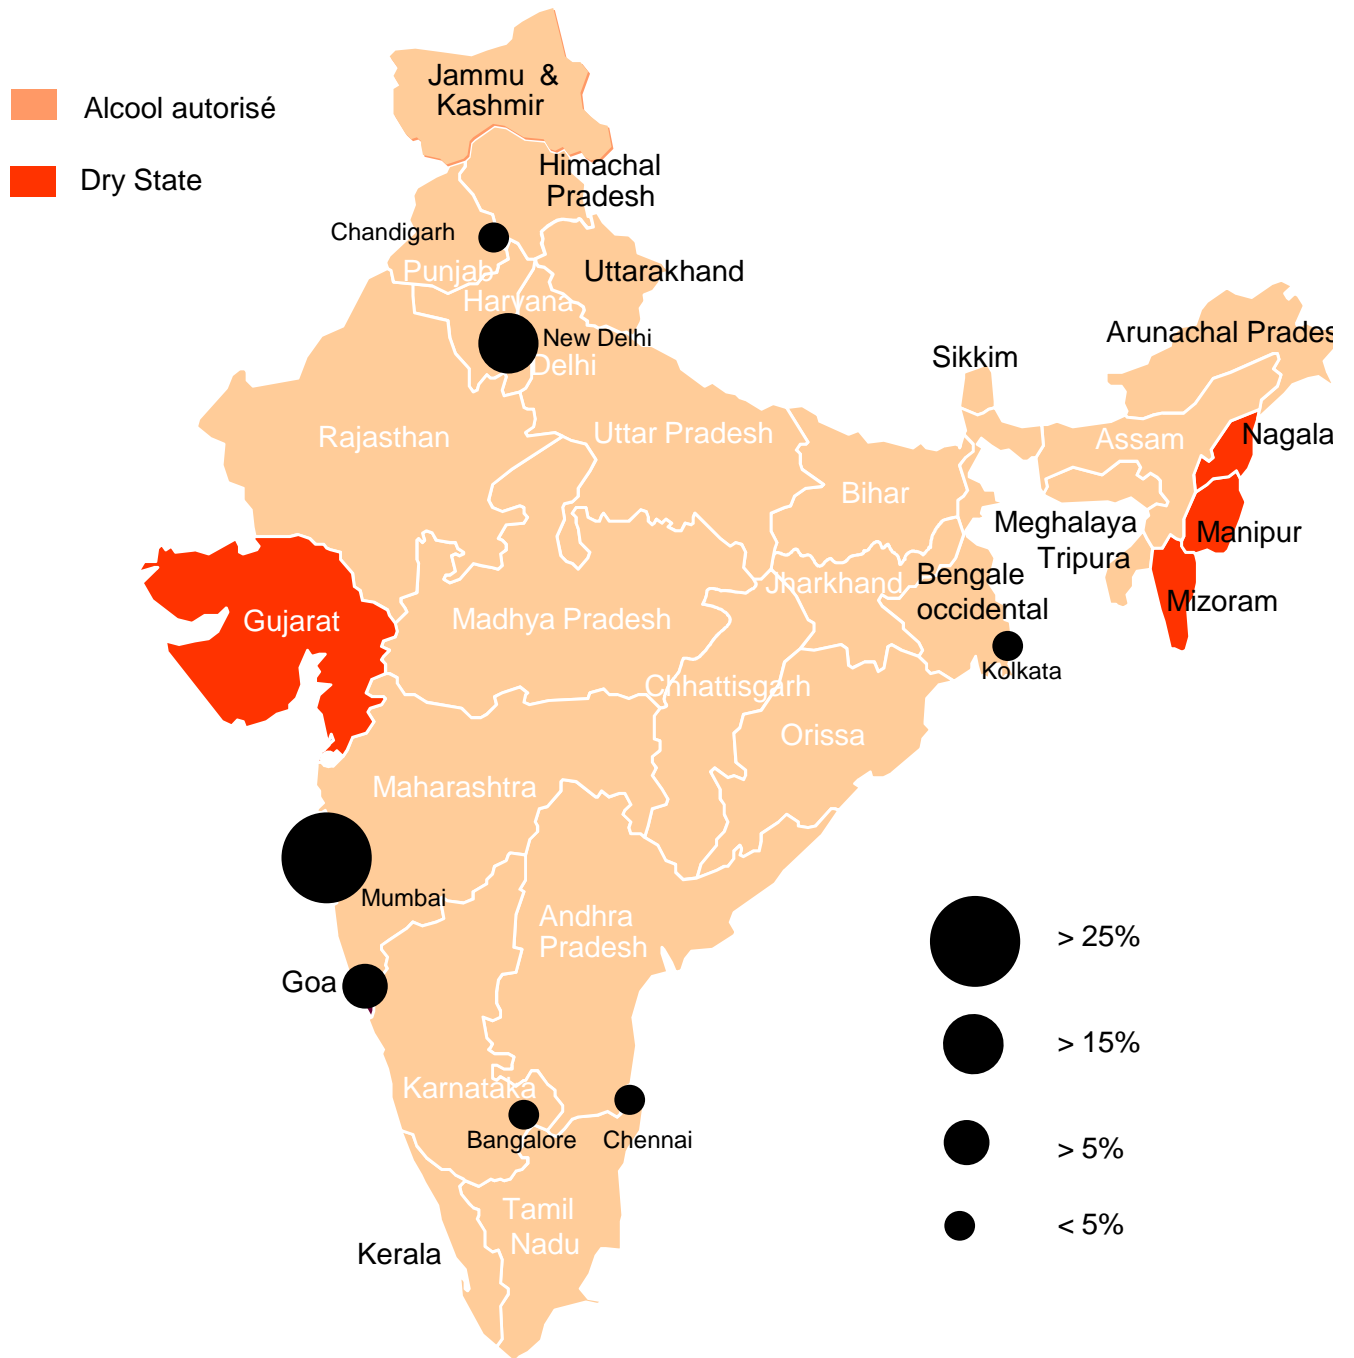 Jammu &
Kashmir
Alcool autorisé
Dry State
Himachal
Pradesh
Chandigarh
Punjab
Uttarakhand
Haryana
New Delhi
Delhi
Arunachal Prades
Sikkim
Rajasthan
Uttar Pradesh
Assam
Nagala
Bihar
Meghalaya
Manipur
Tripura
Jharkhand
Bengale
occidental
Mizoram
Gujarat
Madhya Pradesh
Kolkata
Chhattisgarh
Orissa
Maharashtra
Mumbai
Andhra
Pradesh
> 25%
Goa
> 15%
Karnataka
Bangalore
Chennai
> 5%
Tamil
Nadu
< 5%
Kerala